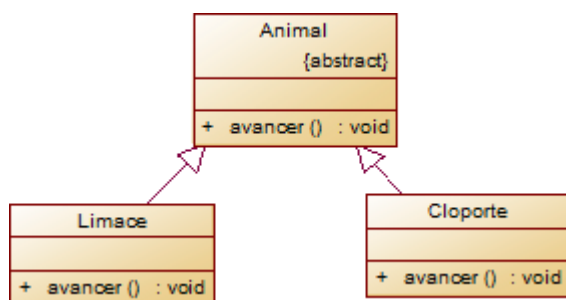 Animal
{abstract}
+ avancer () : void
Limace
+ avancer () : void
Cloporte
+ avancer () : void